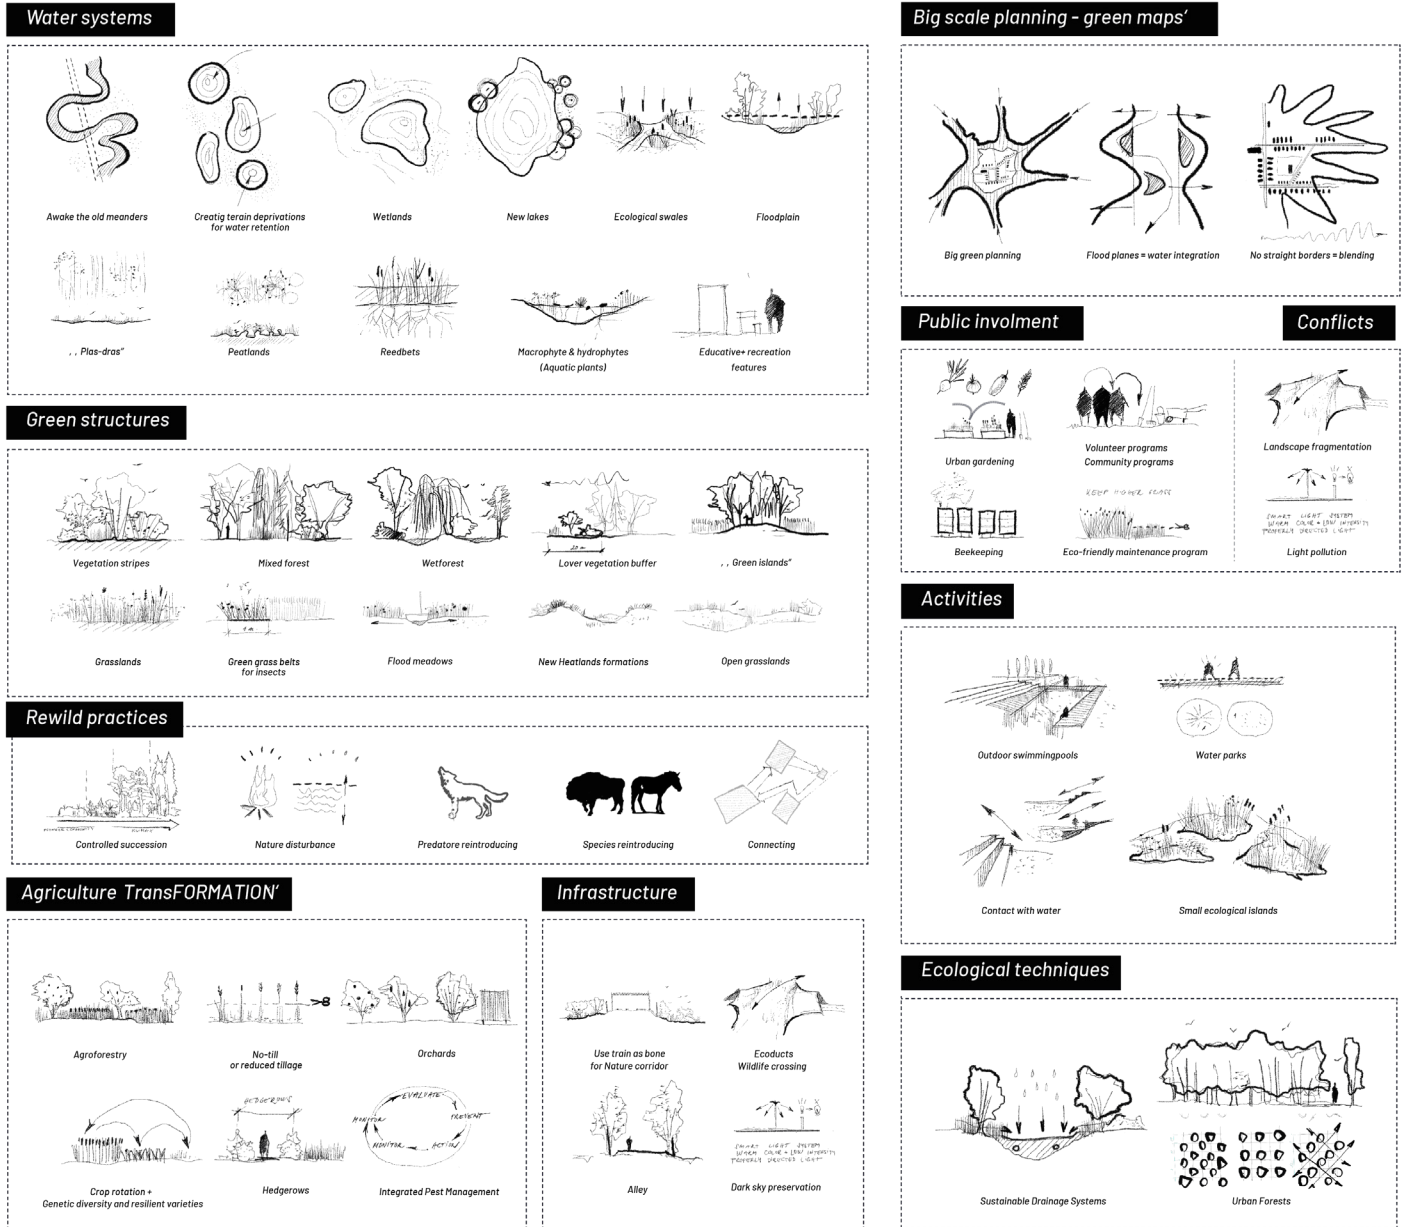 Water systems
Awake the old meanders
Creatig terain deprivations
for water retention
Wetlands
New lakes
Ecological swales
Floodplain
, , Plas-dras"
Peatlands
Reedbets
Macrophyte & hydrophytes
(Aquatic plants)
Educative+ recreation
features
Green structures
Vegetation stripes
Mixed forest
Wetforest
20 m
Lover vegetation buffer
, , Green islands"
Grasslands
Green grass belts
for insects
Flood meadows
New Heatlands formations
Open grasslands
Rewild practices
Controlled succession
Nature disturbance
Predatore reintroducing
Species reintroducing
Connecting
Agriculture TransFORMATION'
Agroforestry
No-till
or reduced tillage
Orchards
Crop rotation +
Genetic diversity and resilient varieties
HEDGEROWS
Hedgerows
EVALUATE
PREVENT
ACTION
MONITOR
MONITOR
Integrated Pest Management
Infrastructure
Use train as bone
for Nature corridor
Ecoducts
Wildlife crossing
Alley
SMART LIGHT SYSTEM
WARM COLOR + LOW INTENSITY
PROPERLY DIRECTED LIGHT
Dark sky preservation
Big scale planning - green maps'
Big green planning
Flood planes = water integration
No straight borders = blending
Public involment
Urban gardening
Volunteer programs
Community programs
Beekeeping
KEEP HIGHER GRASS
Eco-friendly maintenance program
Conflicts
Landscape fragmentation
SMART LIGHT SYSTEM
WARM COLOR + LOW INTENSITY
PROPERLY DIRECTED LIGHT
Light pollution
Activities
Outdoor swimmingpools
Water parks
Contact with water
Small ecological islands
Ecological techniques
Sustainable Drainage Systems
Urban Forests